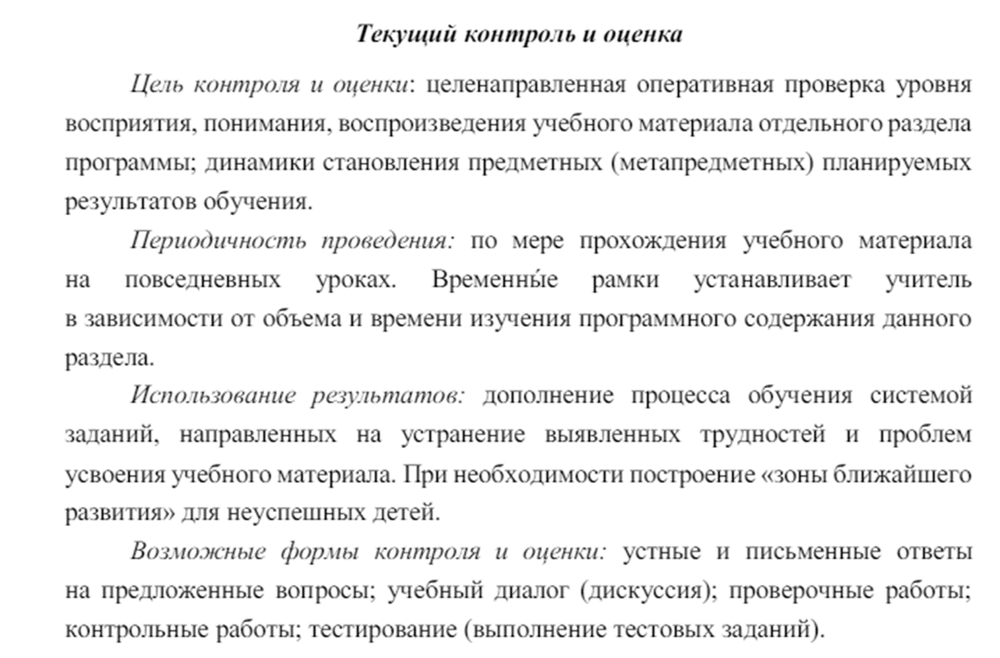 Текущий контроль и оценка
Цель контроля и оценки: целенаправленная оперативная проверка уровня
восприятия, понимания, воспроизведения учебного материала отдельного раздела
программы; динамики становления предметных (метапредметных) планируемых
результатов обучения.
Периодичность проведения: по мере прохождения учебного материала
на повседневных уроках. Временны́е рамки устанавливает учитель
в зависимости от объема и времени изучения программного содержания данного
раздела.
Использование результатов: дополнение процесса обучения системой
заданий, направленных на устранение выявленных трудностей и проблем
усвоения учебного материала. При необходимости построение «зоны ближайшего
развития» для неуспешных детей.
Возможные формы контроля и оценки: устные и письменные ответы
на предложенные вопросы; учебный диалог (дискуссия); проверочные работы;
контрольные работы; тестирование (выполнение тестовых заданий).